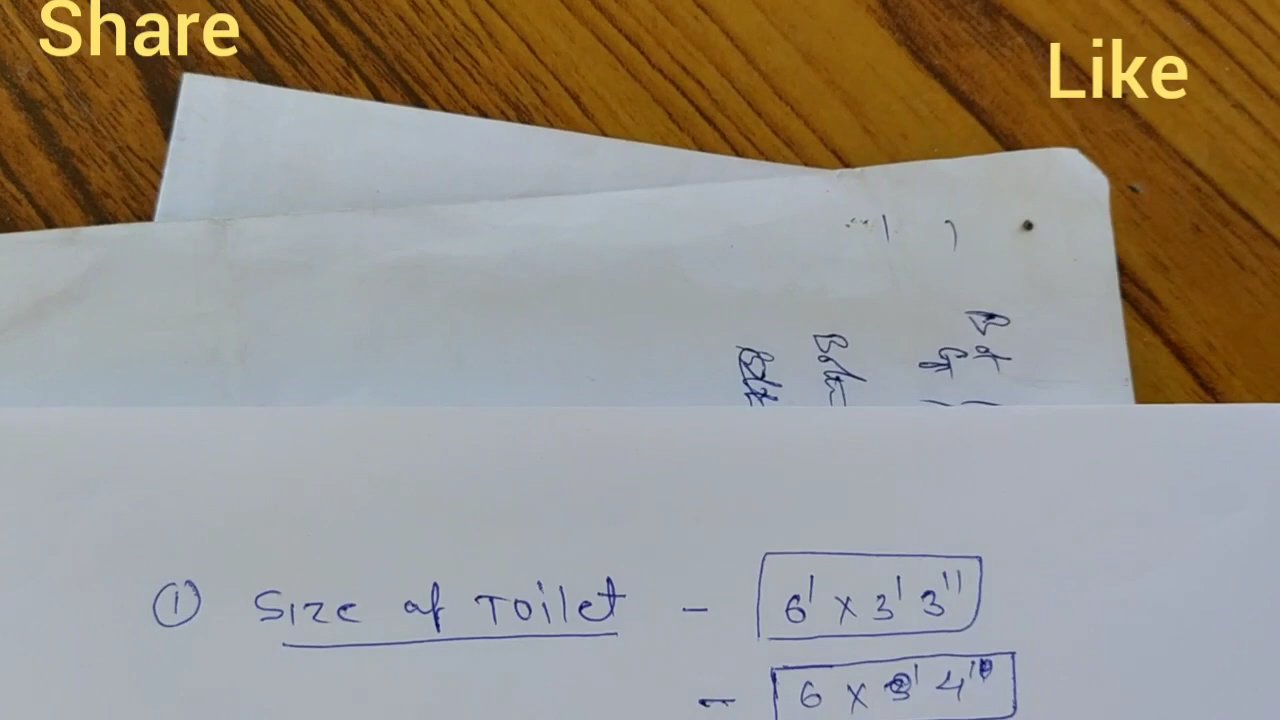 Share
Like
① Size of Toilet - 6' x 3' 3"
- 6 x 3' 4"